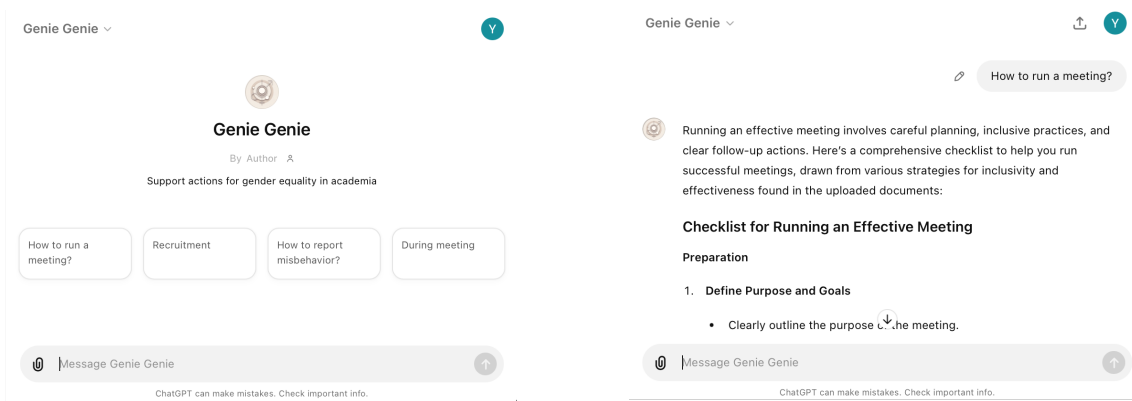 Genie Genie
Y
Genie Genie
By Author
Support actions for gender equality in academia
How to run a
meeting?
Recruitment
How to report
misbehavior?
During meeting
Message Genie Genie
ChatGPT can make mistakes. Check important info.
Genie Genie
Y
How to run a meeting?
Running an effective meeting involves careful planning, inclusive practices, and
clear follow-up actions. Here's a comprehensive checklist to help you run
successful meetings, drawn from various strategies for inclusivity and
effectiveness found in the uploaded documents:
Checklist for Running an Effective Meeting
Preparation
1. Define Purpose and Goals
• Clearly outline the purpose of the meeting.
Message Genie Genie
ChatGPT can make mistakes. Check important info.